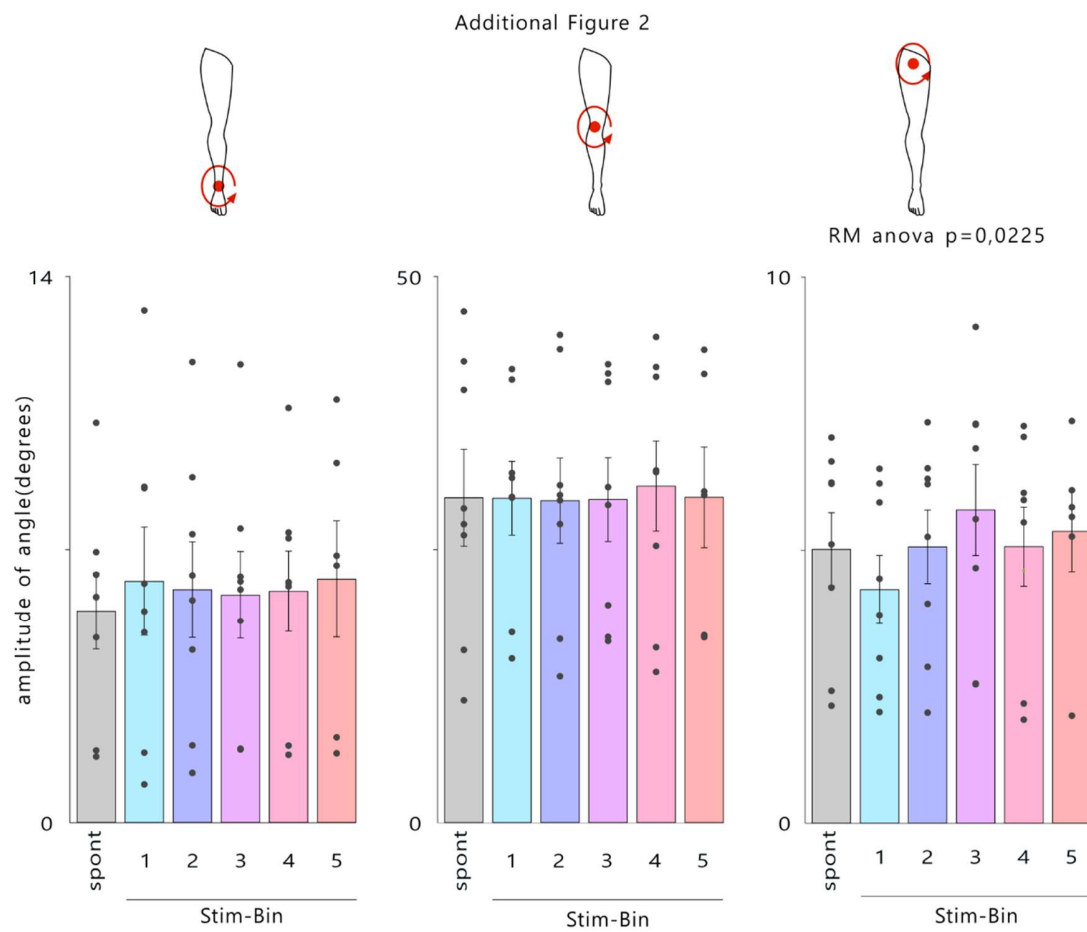 Additional Figure 2
RM anova p=0,0225
amplitude of angle(degrees)
14
0
spont
1 2 3 4 5
Stim-Bin
50
0
spont
1 2 3 4 5
Stim-Bin
10
0
spont
1 2 3 4 5
Stim-Bin